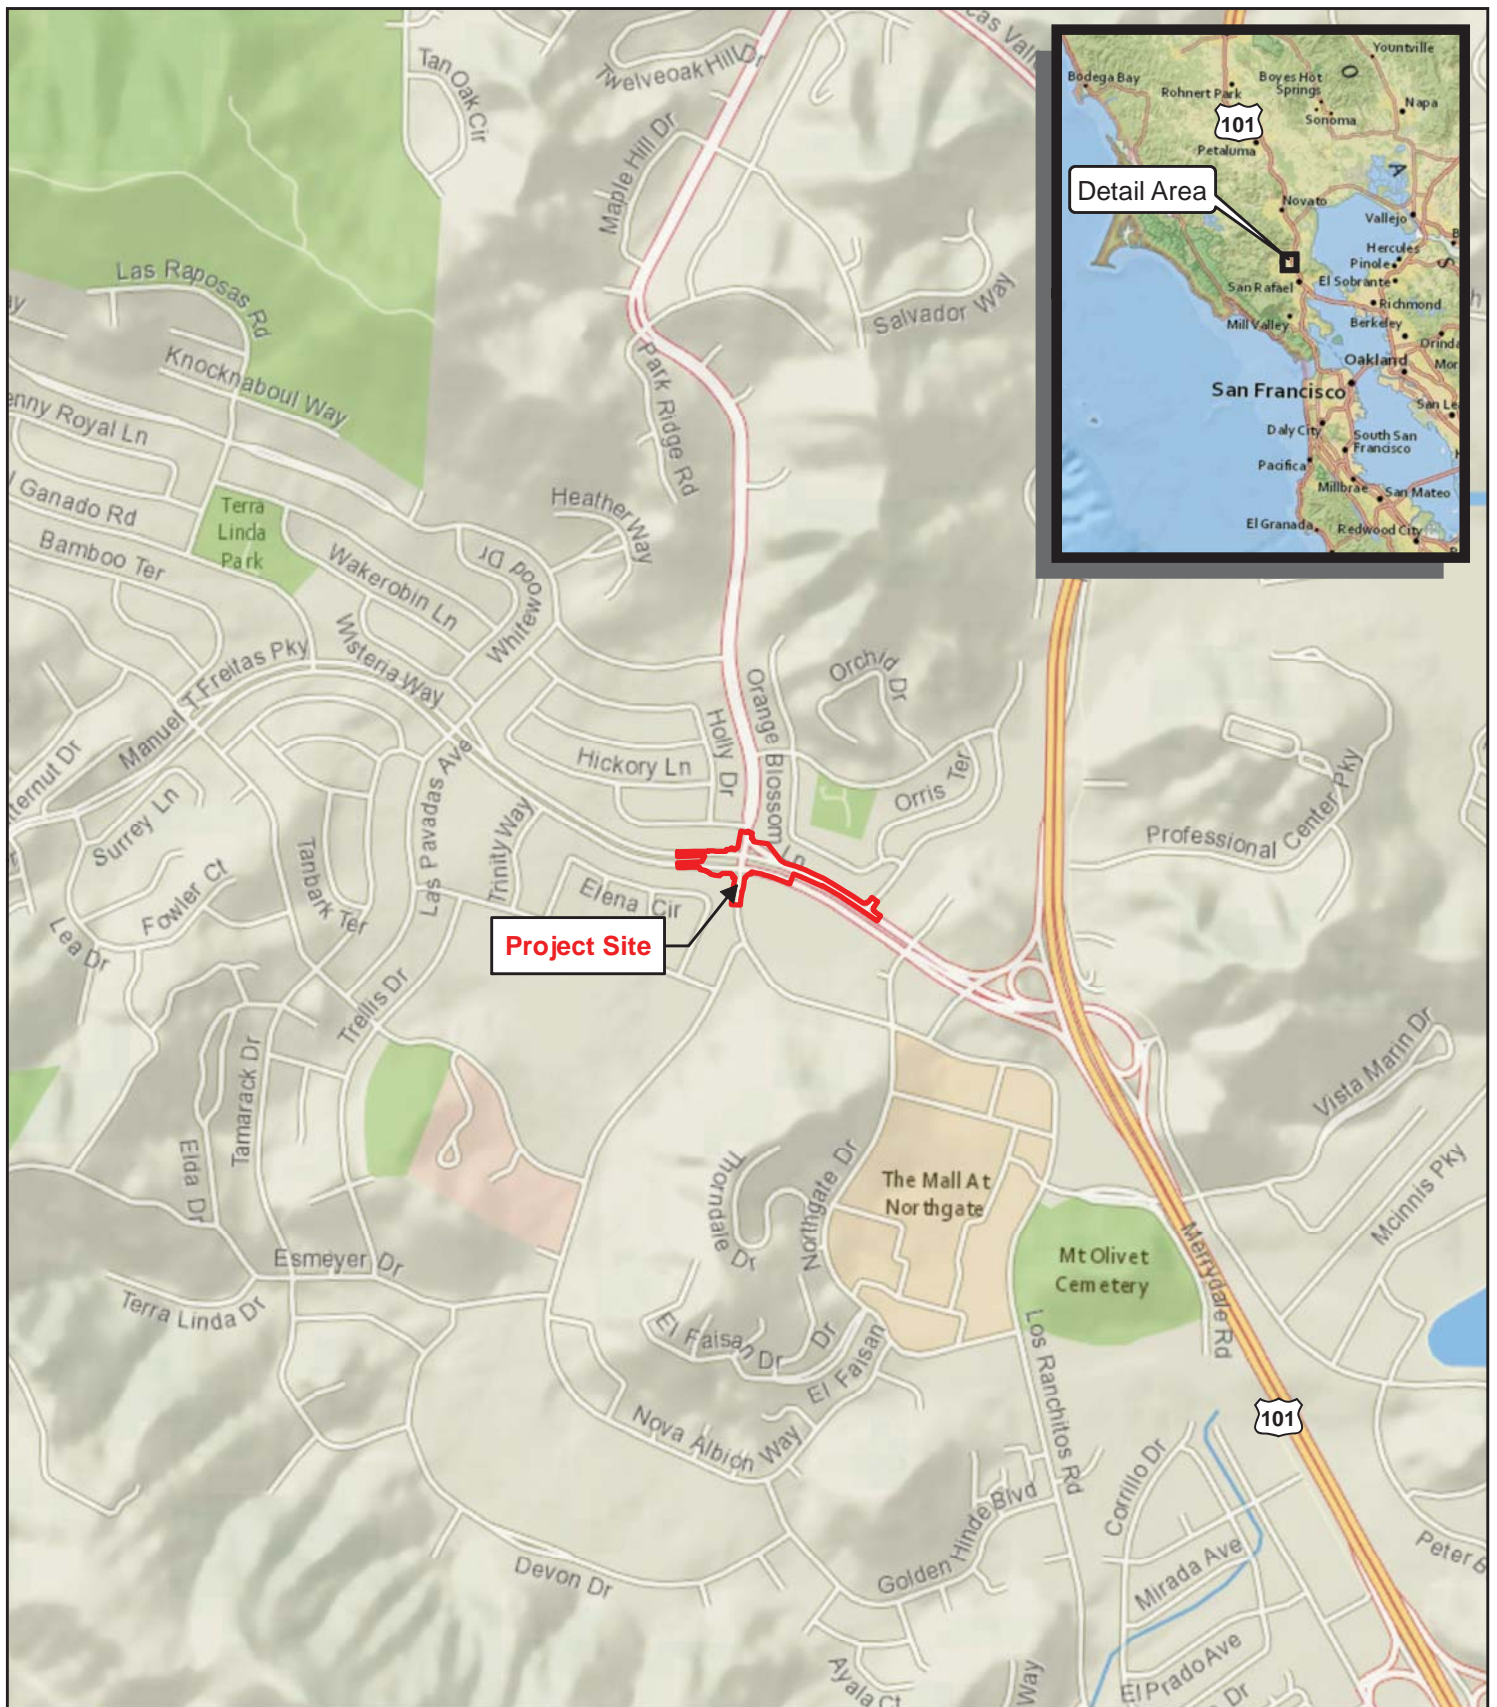 Tan Oak Cir
Twelveoak Hill Dr
Maple Hill Dr
Las Raposas Rd
Knocknaboul Way
enny Royal Ln
Ganado Rd
Bamboo Ter
Terra
Linda
Park
Wakerobin Ln
Whitewood Dr
Heather Way
Park Ridge Rd
Salvador Way
Wisteria Way
Manuel T Freitas Pky
Orchid Dr
Orange Blossom Ln
Holly Dr
Hickory Ln
Orris Ter
Professional Center Pky
Surrey Ln
Fowler Ct
Lea Dr
Tanbark Ter
Las Pavadas Ave
Trinity Way
Elena Cir
Project Site
Trellis Dr
Tamarack Dr
Elda Dr
Esmeyer Dr
Terra Linda Dr
Thorndale Dr
Northgate Dr
The Mall At
Northgate
Mt Olivet
Cemetery
Merrydale Rd
Vista Marin Dr
Mcinnis Pky
El Faisan Dr
El Faisan
Dr
Los Ranchitos Rd
101
Nova Albion Way
Corrillo Dr
Golden Hinde Blvd
Devon Dr
Mirada Ave
Peter
Ayala Ct
Way
El Prado Ave
Dr
Yountville
Bodega Bay
Boyes Hot
Springs
Rohnert Park
Napa
101
Sonoma
Petaluma
Detail Area
Novato
Vallejo
Hercules
Pinole
San Rafael
El Sobrante
Richmond
Mill Valley
Berkeley
Orinda
Oakland
Mor
San Francisco
San Le
Daly City
South San
Francisco
Pacifica
Millbrae
San Mateo
El Granada
Redwood City